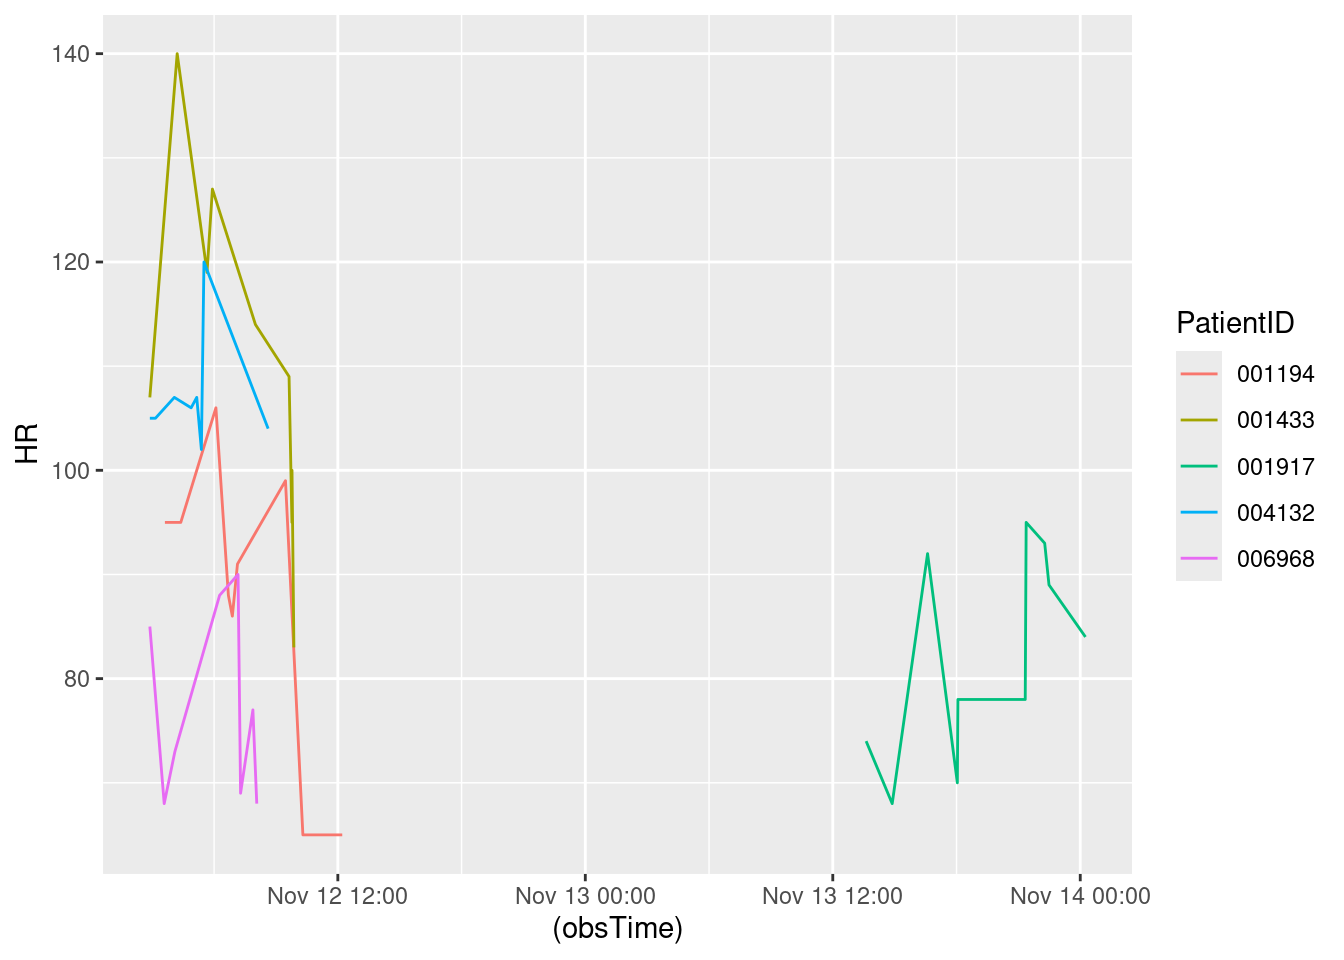 140
120
100
80
HR
Nov 12 12:00
Nov 13 00:00
Nov 13 12:00
Nov 14 00:00
(obsTime)
PatientID
001194
001433
001917
004132
006968